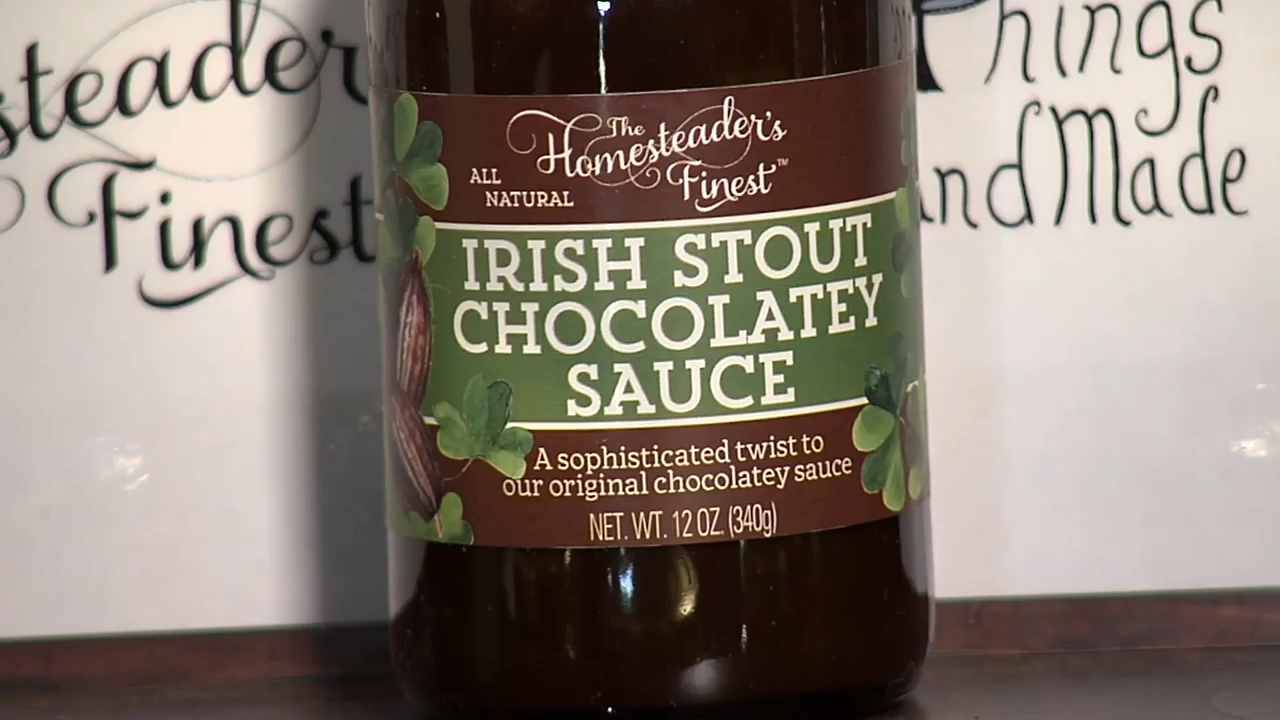 steader
Finest
Things
andMade
The
Homesteader's
Finest™
ALL
NATURAL
IRISH STOUT
CHOCOLATEY
SAUCE
A sophisticated twist to
our original chocolatey sauce
NET. WT. 12 OZ. (340g)